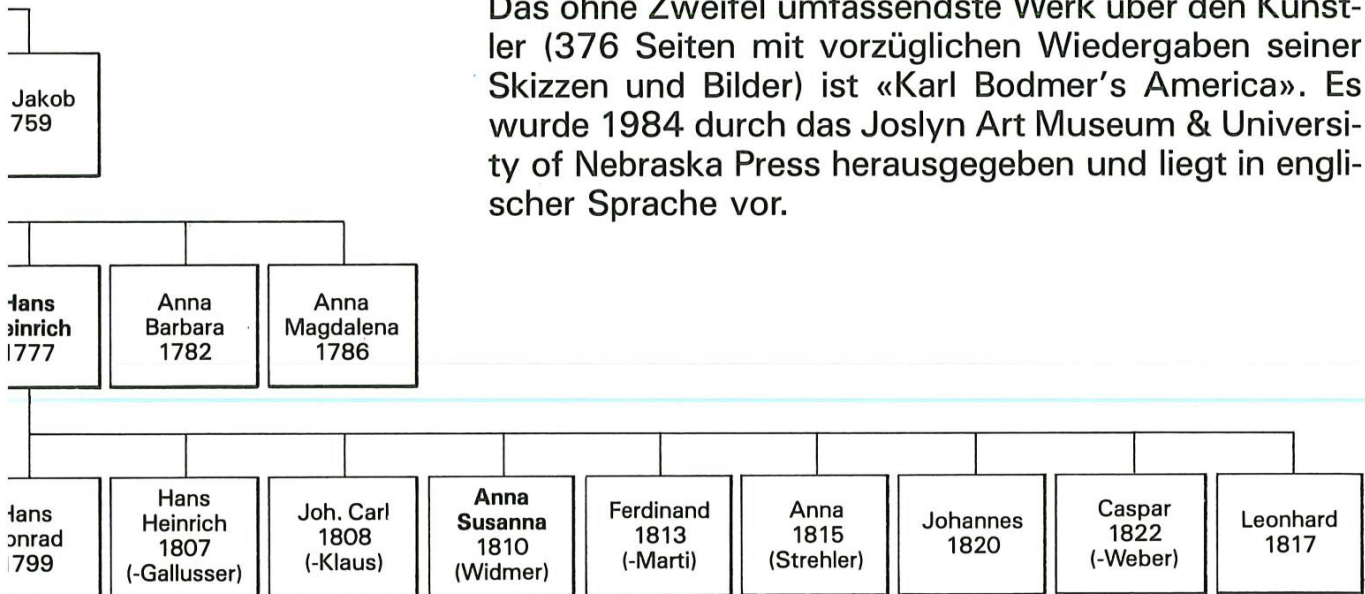 Das ohne Zweifel umfassendste Werk über den Künst-
ler (376 Seiten mit vorzüglichen Wiedergaben seiner
Skizzen und Bilder) ist «Karl Bodmer's America». Es
wurde 1984 durch das Joslyn Art Museum & Universi-
ty of Nebraska Press herausgegeben und liegt in engli-
scher Sprache vor.
Jakob
759
Hans
einrich
1777
Anna
Barbara
1782
Anna
Magdalena
1786
Hans
onrad
1799
Hans
Heinrich
1807
(-Gallusser)
Joh. Carl
1808
(-Klaus)
Anna
Susanna
1810
(Widmer)
Ferdinand
1813
(-Marti)
Anna
1815
(Strehler)
Johannes
1820
Caspar
1822
(-Weber)
Leonhard
1817